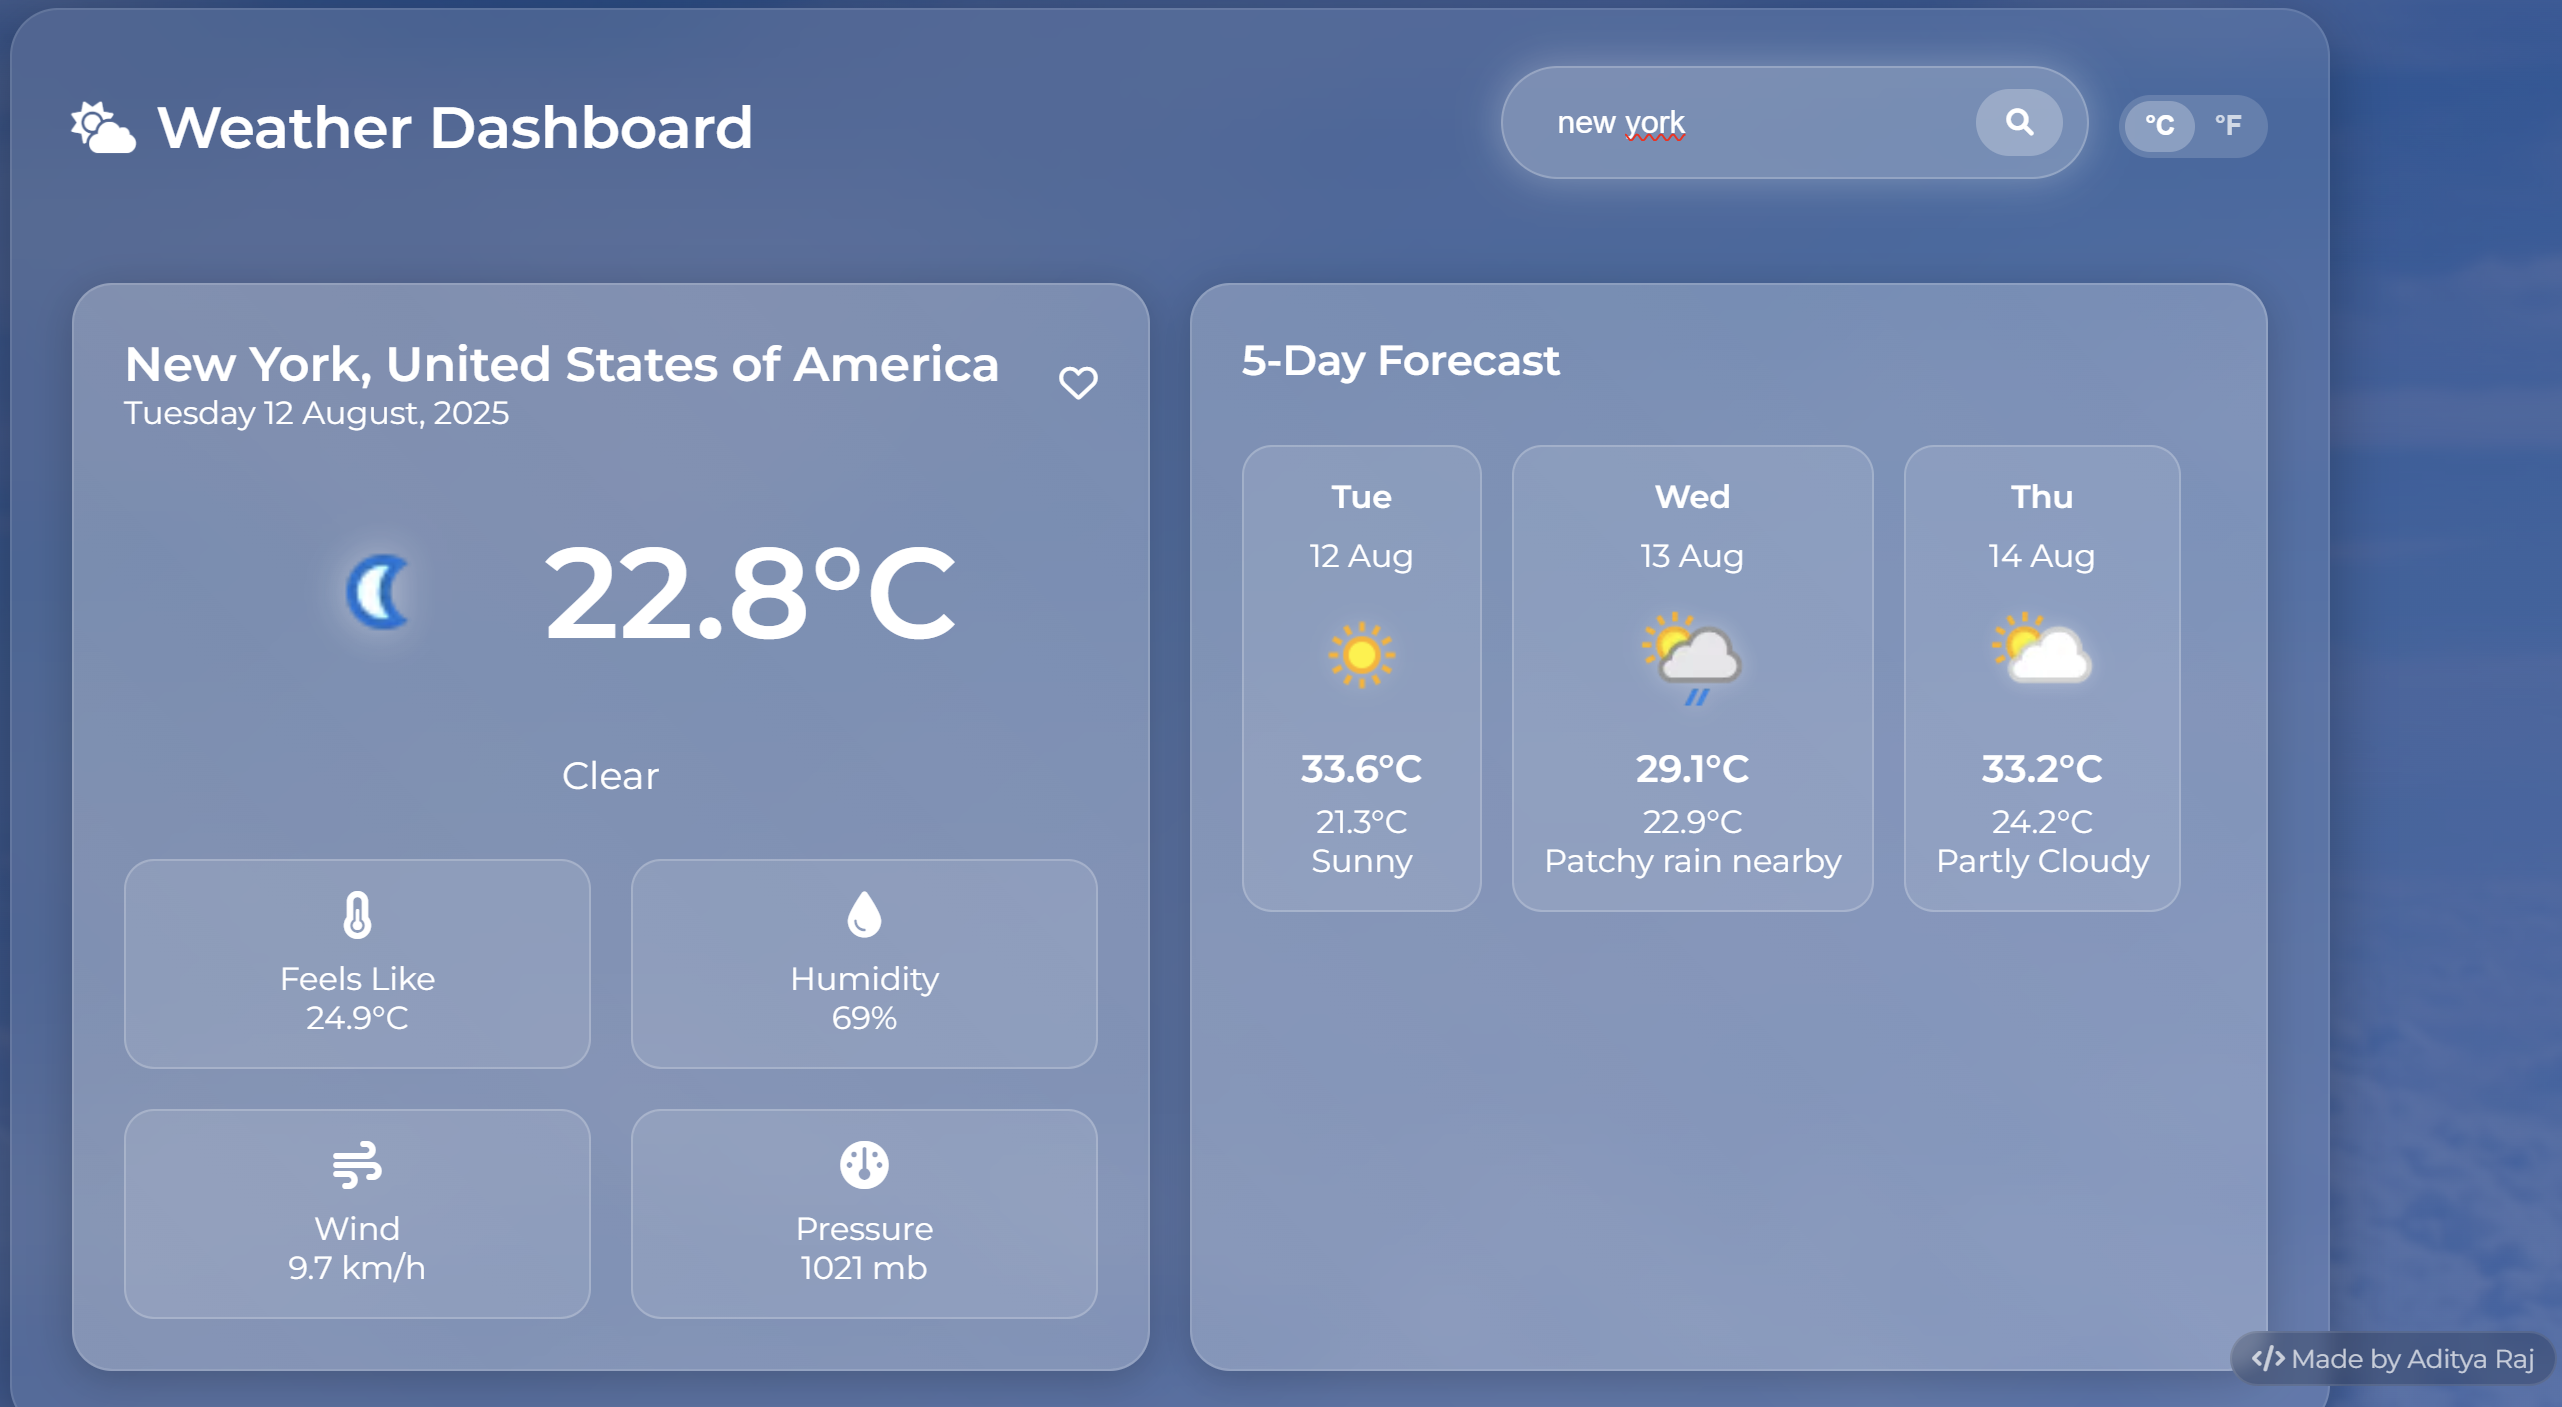 Weather Dashboard
new york
°C °F
New York, United States of America
Tuesday 12 August, 2025
22.8°C
Clear
Feels Like
24.9°C
Humidity
69%
Wind
9.7 km/h
Pressure
1021 mb
5-Day Forecast
Tue
12 Aug
33.6°C
21.3°C
Sunny
Wed
13 Aug
29.1°C
22.9°C
Patchy rain nearby
Thu
14 Aug
33.2°C
24.2°C
Partly Cloudy
</> Made by Aditya Raj